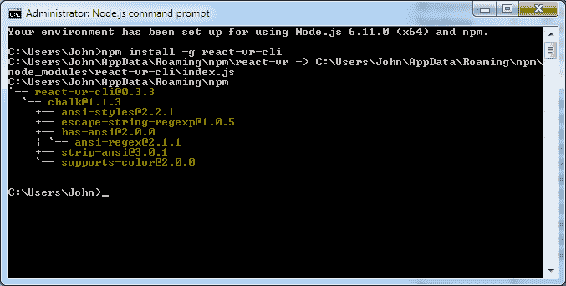 Administrator: Node.js command prompt
Your environment has been set up for using Node.js 6.11.0 (x64) and npm.
C:\Users\John>npm install -g react-vr-cli
C:\Users\John\AppData\Roaming\npm\react-vr -> C:\Users\John\AppData\Roaming\npm\
node_modules\react-vr-cli\index.js
C:\Users\John\AppData\Roaming\npm
`-- react-vr-cli@0.3.3
`-- chalk@1.1.3
+-- ansi-styles@2.2.1
+-- escape-string-regexp@1.0.5
+-- has-ansi@2.0.0
| `-- ansi-regex@2.1.1
+-- strip-ansi@3.0.1
`-- supports-color@2.0.0
C:\Users\John>_